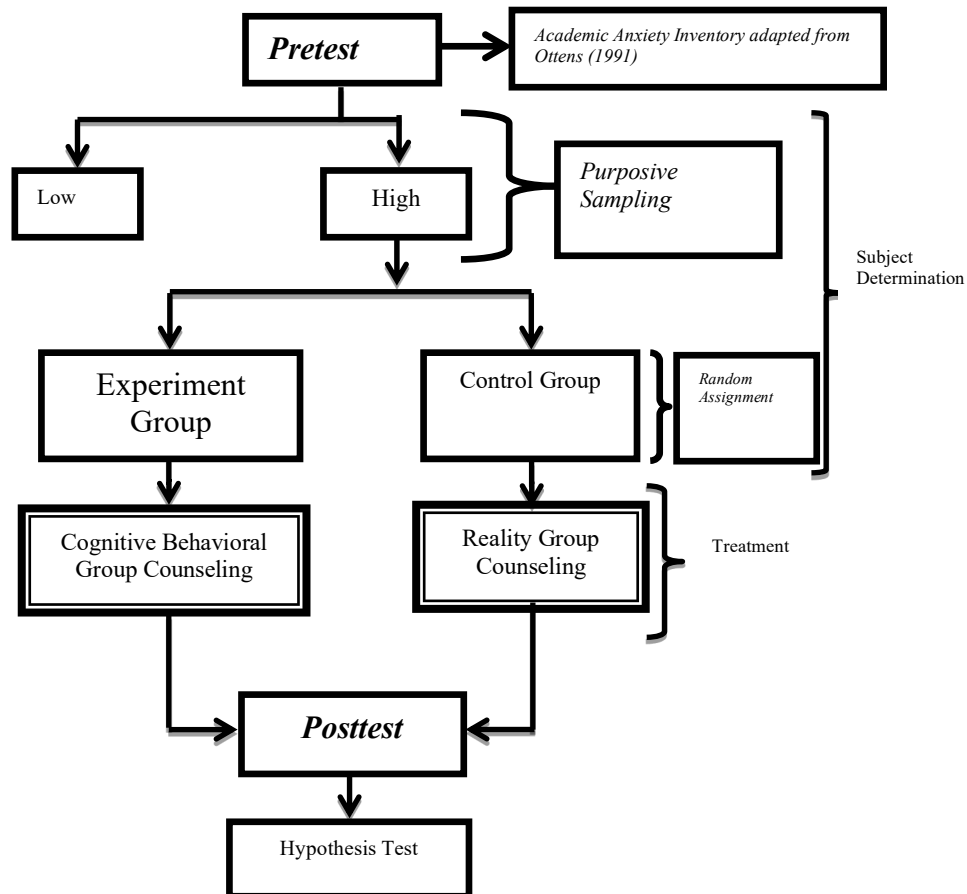 Pretest
Academic Anxiety Inventory adapted from
Ottens (1991)
Low
High
Purposive
Sampling
Subject
Determination
Experiment
Group
Control Group
Random
Assignment
Cognitive Behavioral
Group Counseling
Reality Group
Counseling
Treatment
Posttest
Hypothesis Test